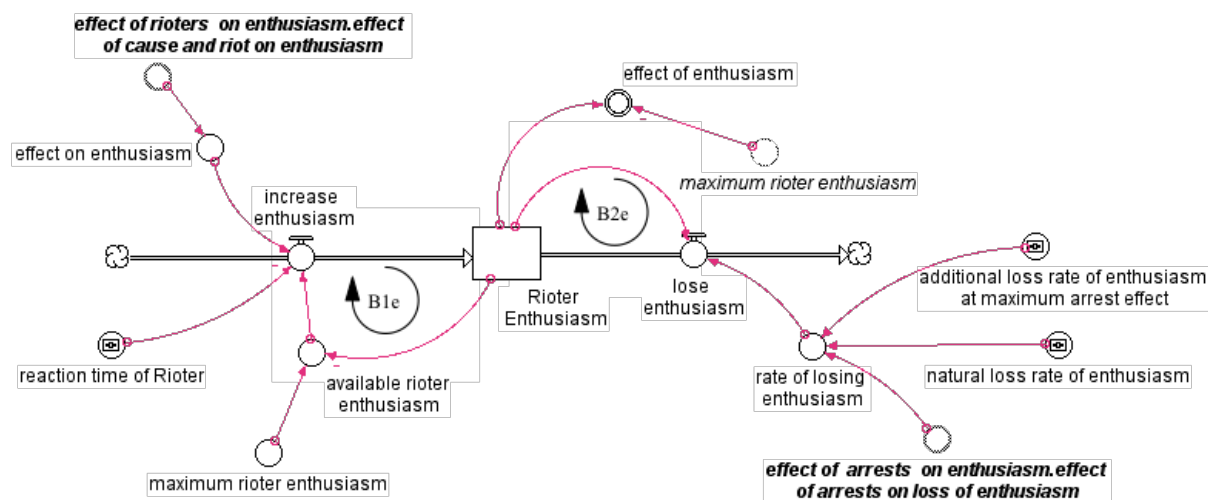 effect of rioters on enthusiasm.effect
of cause and riot on enthusiasm
effect of enthusiasm
effect on enthusiasm
maximum rioter enthusiasm
increase
enthusiasm
B2e
B1e
Rioter
Enthusiasm
lose
enthusiasm
additional loss rate of enthusiasm
at maximum arrest effect
reaction time of Rioter
available rioter
enthusiasm
rate of losing
enthusiasm
natural loss rate of enthusiasm
maximum rioter enthusiasm
effect of arrests on enthusiasm.effect
of arrests on loss of enthusiasm